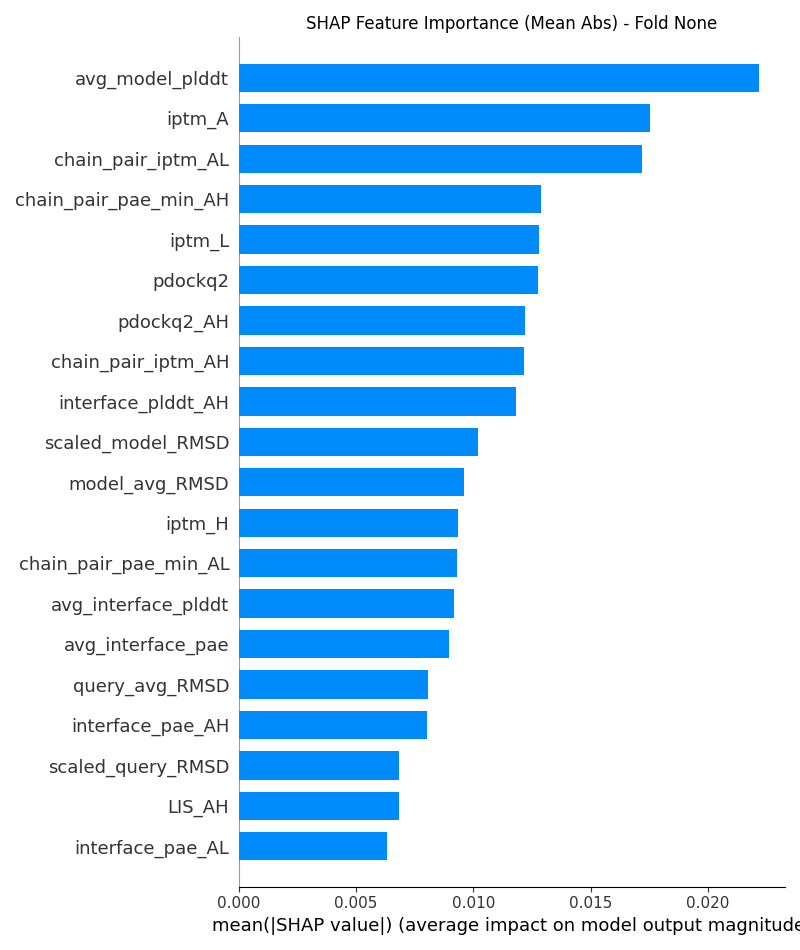 SHAP Feature Importance (Mean Abs) - Fold None
avg_model_plddt
iptm_A
chain_pair_iptm_AL
chain_pair_pae_min_AH
iptm_L
pdockq2
pdockq2_AH
chain_pair_iptm_AH
interface_plddt_AH
scaled_model_RMSD
model_avg_RMSD
iptm_H
chain_pair_pae_min_AL
avg_interface_plddt
avg_interface_pae
query_avg_RMSD
interface_pae_AH
scaled_query_RMSD
LIS_AH
interface_pae_AL
0.000 0.005 0.010 0.015 0.020
mean(|SHAP value|) (average impact on model output magnitude